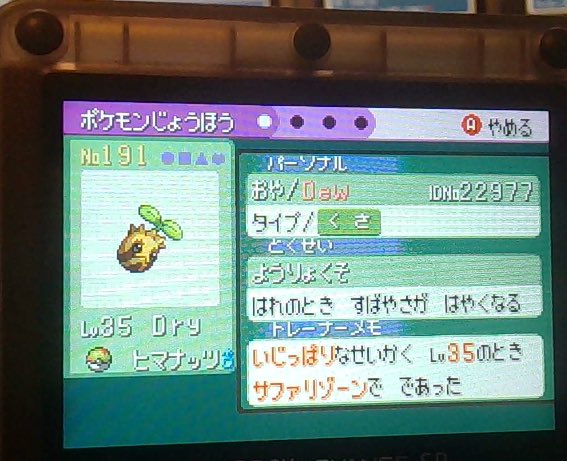 ポケモンじょうほう
Aやめる
No191
パーソナル
おや/Daw
IDNo22977
タイプ/くさ
とくせい
ようりょくそ
はれのとき すばやさが はやくなる
Lv35 Dry
ヒマナッツ♂
トレーナーメモ
いじっぱりなせいかく Lv35のとき
サファリゾーンで であった